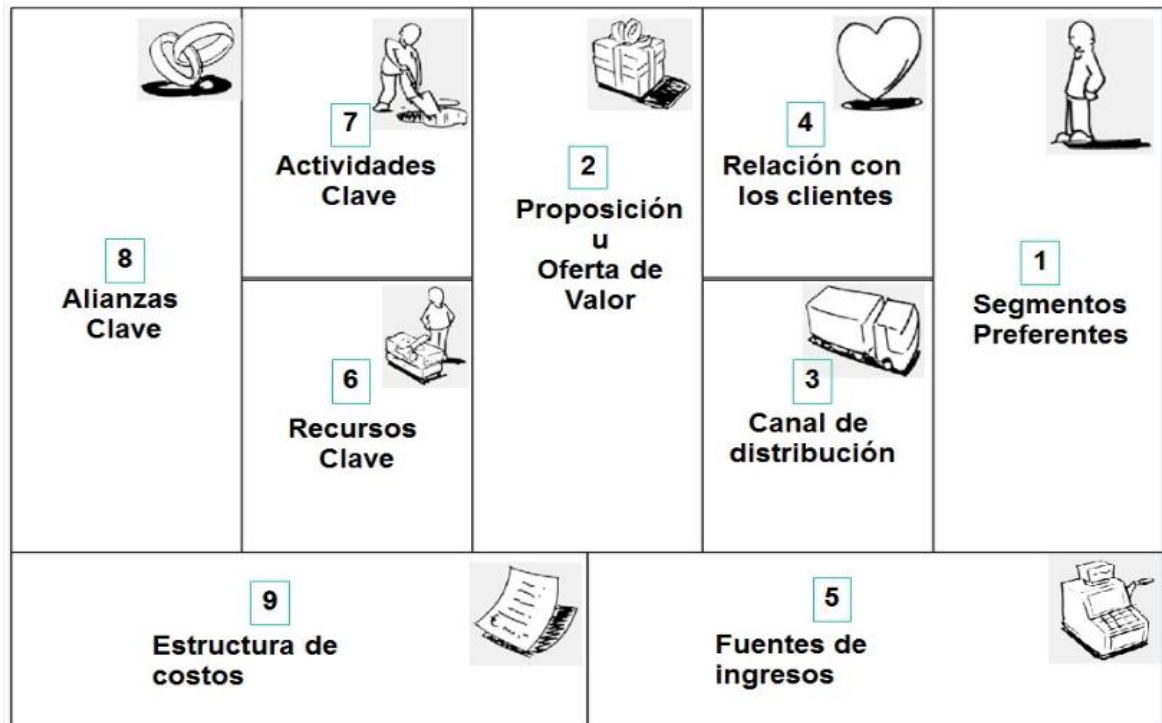 8
Alianzas
Clave
7
Actividades
Clave
6
Recursos
Clave
2
Proposición
u
Oferta de
Valor
4
Relación con
los clientes
3
Canal de
distribución
1
Segmentos
Preferentes
9
Estructura de
costos
5
Fuentes de
ingresos